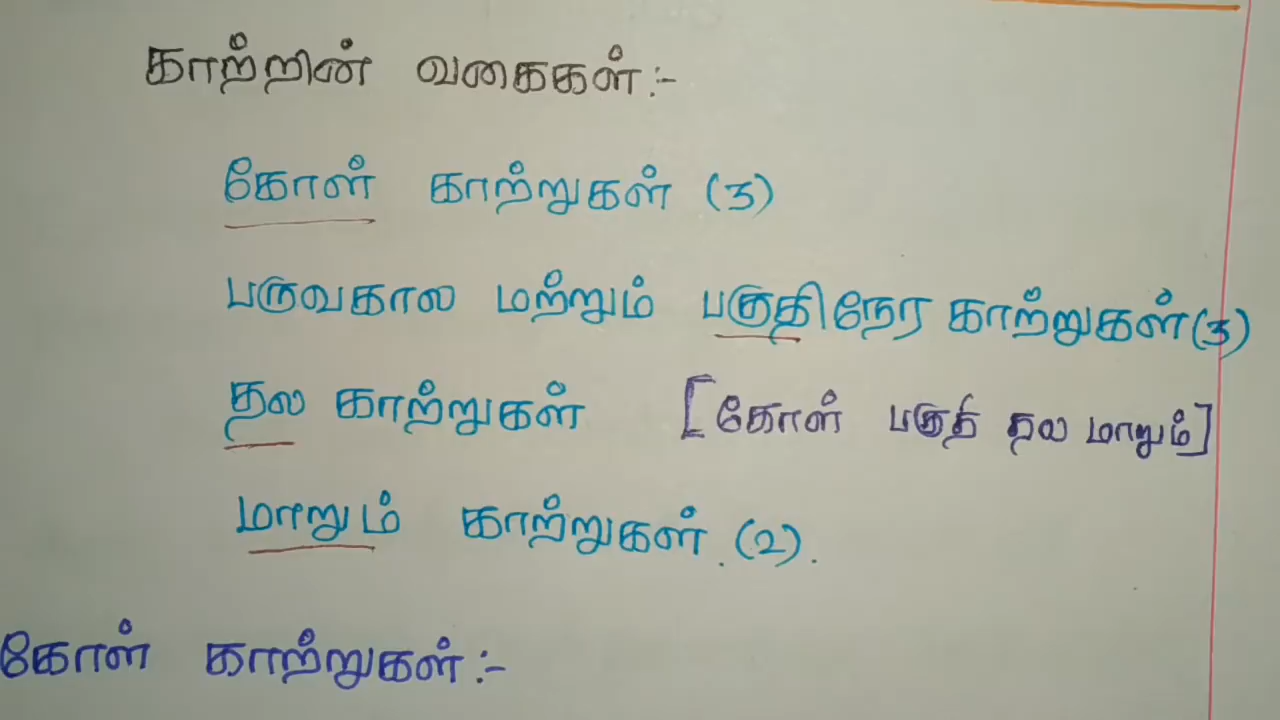 காற்றின் வகைகள் :-
கோள் காற்றுகள் (3)
பருவகால மற்றும் பகுதிநேர காற்றுகள் (3)
தல காற்றுகள் [கோள் பகுதி தல மாறும்]
மாறும் காற்றுகள். (2).
கோள் காற்றுகள் :-